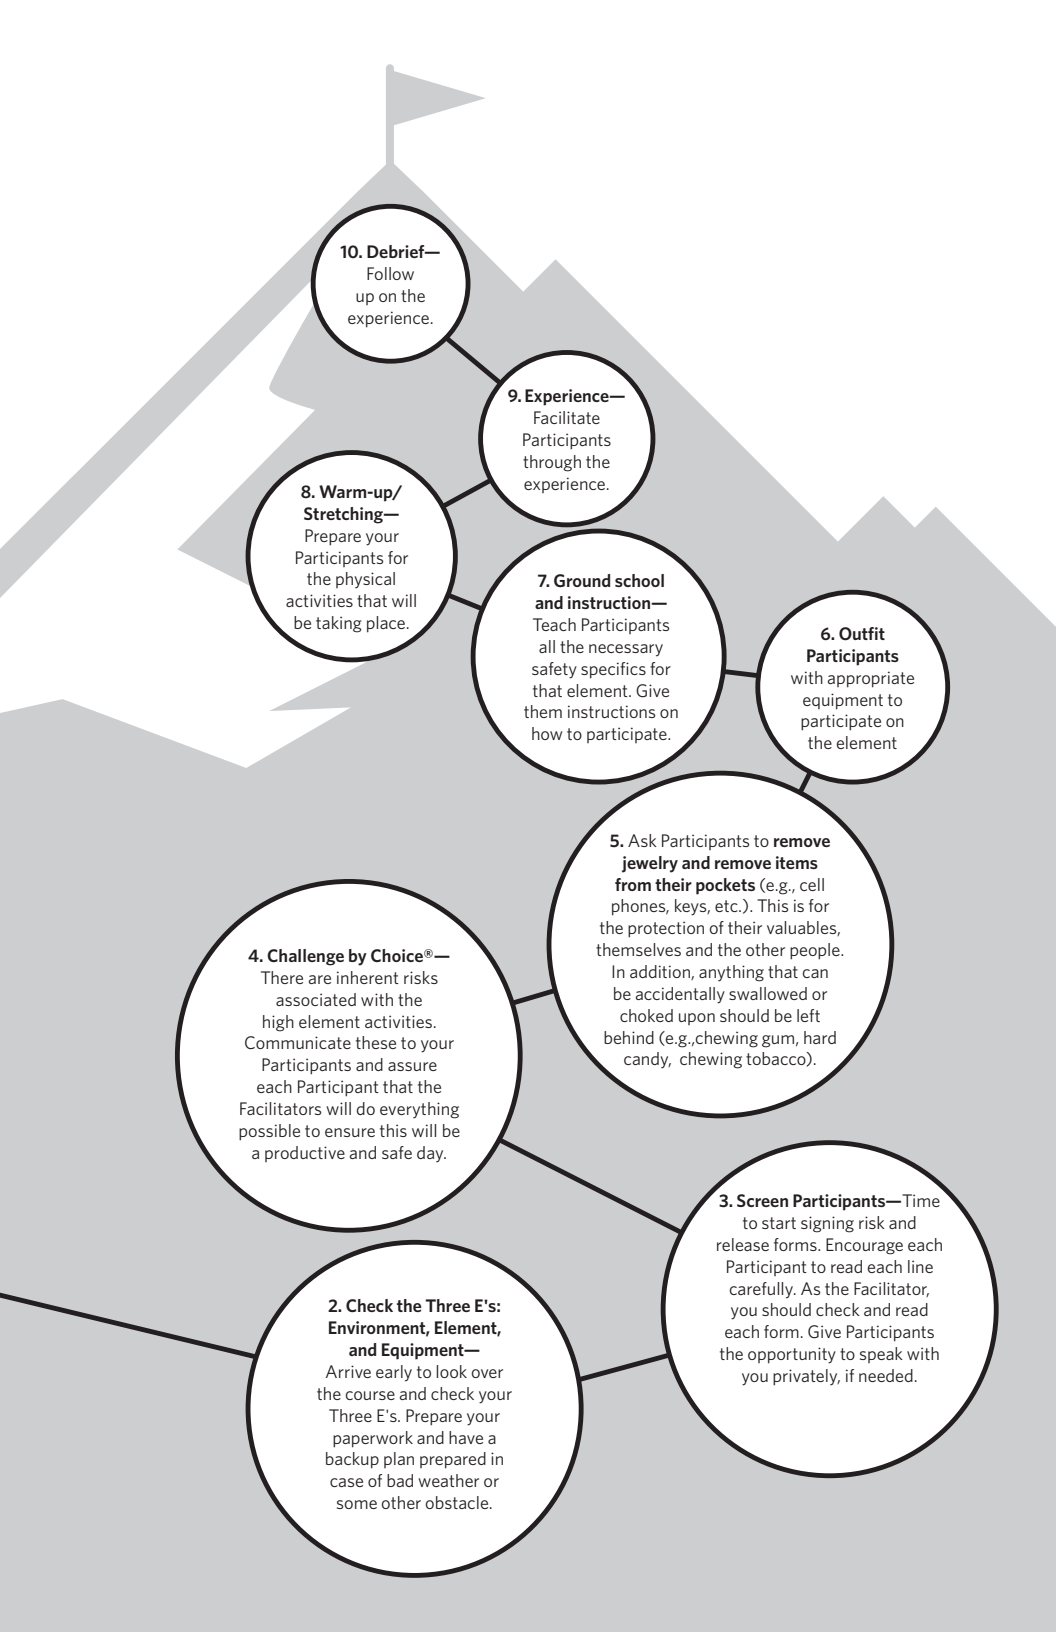 10. Debrief—
Follow
up on the
experience.
9. Experience—
Facilitate
Participants
through the
experience.
8. Warm-up/
Stretching—
Prepare your
Participants for
the physical
activities that will
be taking place.
7. Ground school
and instruction—
Teach Participants
all the necessary
safety specifics for
that element. Give
them instructions on
how to participate.
6. Outfit
Participants
with appropriate
equipment to
participate on
the element
5. Ask Participants to remove
jewelry and remove items
from their pockets (e.g., cell
phones, keys, etc.). This is for
the protection of their valuables,
themselves and the other people.
In addition, anything that can
be accidentally swallowed or
choked upon should be left
behind (e.g.,chewing gum, hard
candy,  chewing tobacco).
4. Challenge by Choice®—
There are inherent risks
associated with the
high element activities.
Communicate these to your
Participants and assure
each Participant that the
Facilitators will do everything
possible to ensure this will be
a productive and safe day.
3. Screen Participants—Time
to start signing risk and
release forms. Encourage each
Participant to read each line
carefully. As the Facilitator,
you should check and read
each form. Give Participants
the opportunity to speak with
you privately, if needed.
2. Check the Three E's:
Environment, Element,
and Equipment—
Arrive early to look over
the course and check your
Three E's. Prepare your
paperwork and have a
backup plan prepared in
case of bad weather or
some other obstacle.